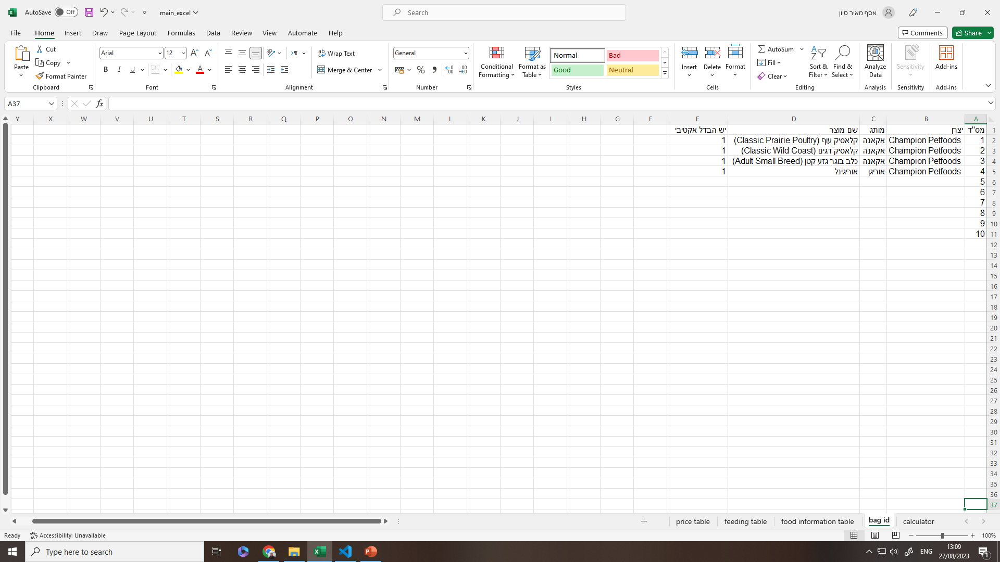 AutoSave Off main_excel Search אסף מאיר סיון
File Home Insert Draw Page Layout Formulas Data Review View Automate Help Comments Share
Paste Cut Copy Format Painter Clipboard
Arial 12 B I U A Font
Wrap Text Merge & Center Alignment
General % , Number
Conditional Formatting Format as Table
Normal Bad Good Neutral Styles
Insert Delete Format Cells
AutoSum Fill Clear Sort & Filter Find & Select Editing
Analyze Data Analysis
Sensitivity Sensitivity
Add-ins Add-ins
A37 fx
Y X W V U T S R Q P O N M L K J I H G F E D C B A
1 מס"ד יצרן מותג שם מוצר יש הבדל אקטיבי
2 1 Champion Petfoods אקאנה קלאסיק עוף (Classic Prairie Poultry) 1
3 2 Champion Petfoods אקאנה קלאסיק דגים (Classic Wild Coast) 1
4 3 Champion Petfoods אקאנה כלב בוגר גזע קטן (Adult Small Breed) 1
5 4 Champion Petfoods אוריגן אוריגינל 1
6 5
7 6
8 7
9 8
10 9
11 10
12
13
14
15
16
17
18
19
20
21
22
23
24
25
26
27
28
29
30
31
32
33
34
35
36
37
price table feeding table food information table bag id calculator
Ready Accessibility: Unavailable 100%
Type here to search ENG 13:09
27/08/2023 1